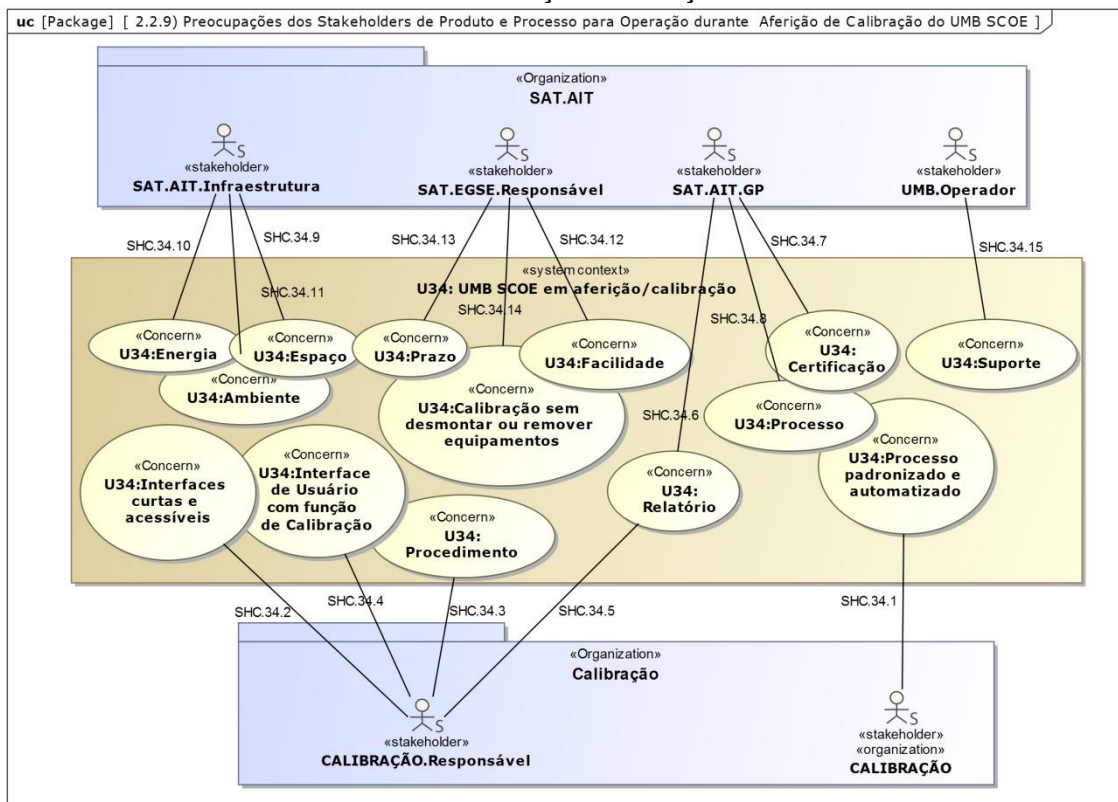 uc [Package] [ 2.2.9) Preocupações dos Stakeholders de Produto e Processo para Operação durante Aferição de Calibração do UMB SCOE ]
«Organization»
SAT.AIT
S
«stakeholder»
SAT.AIT.Infraestrutura
S
«stakeholder»
SAT.EGSE.Responsável
S
«stakeholder»
SAT.AIT.GP
S
«stakeholder»
UMB.Operador
SHC.34.10
SHC.34.9
SHC.34.11
SHC.34.13
SHC.34.12
SHC.34.14
SHC.34.7
SHC.34.8
SHC.34.6
SHC.34.15
«system context»
U34: UMB SCOE em aferição/calibração
«Concern»
U34:Energia
«Concern»
U34:Espaço
«Concern»
U34:Ambiente
«Concern»
U34:Prazo
«Concern»
U34:Facilidade
«Concern»
U34:Calibração sem
desmontar ou remover
equipamentos
«Concern»
U34:
Certificação
«Concern»
U34:Suporte
«Concern»
U34:Processo
«Concern»
U34:Processo
padronizado e
automatizado
«Concern»
U34:Interfaces
curtas e
acessíveis
«Concern»
U34:Interface
de Usuário
com função
de Calibração
«Concern»
U34:
Procedimento
«Concern»
U34:
Relatório
SHC.34.2
SHC.34.4
SHC.34.3
SHC.34.5
SHC.34.1
«Organization»
Calibração
S
«stakeholder»
CALIBRAÇÃO.Responsável
S
«stakeholder»
«organization»
CALIBRAÇÃO